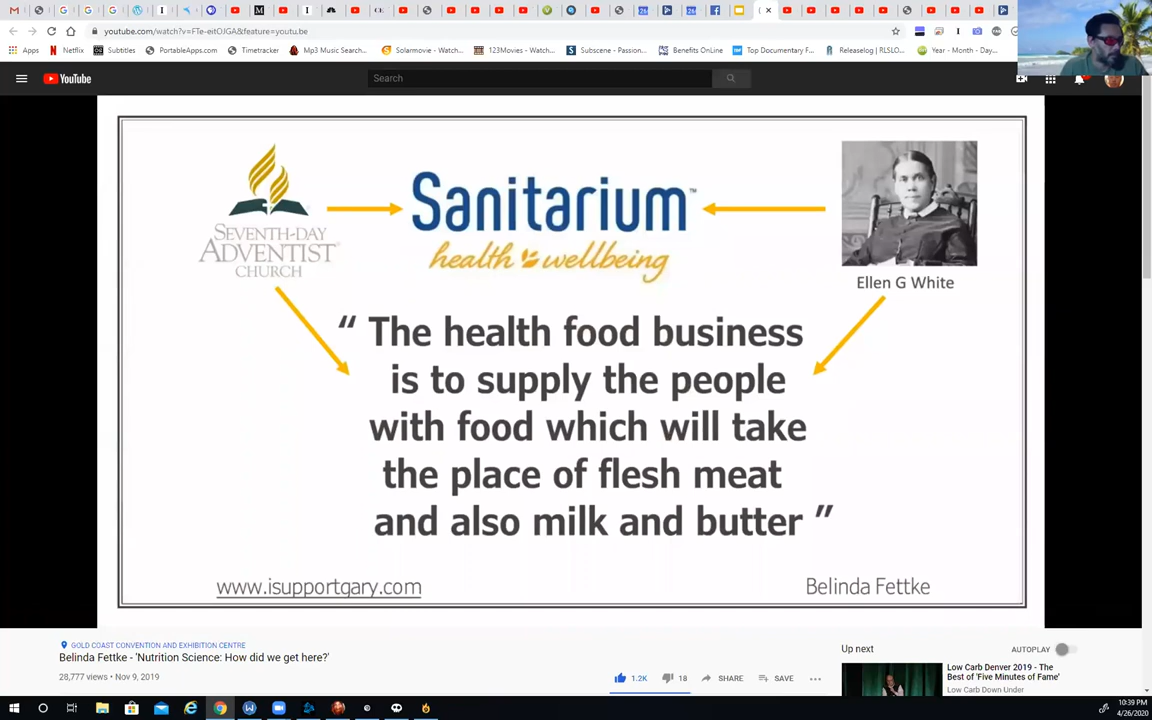 youtube.com/watch?v=FTe-eitOJGA&feature=youtu.be
Apps
Netflix
Subtitles
PortableApps.com
Timetracker
Mp3 Music Search...
Solarmovie - Watch...
123Movies - Watch...
Subscene - Passion...
Benefits OnLine
Top Documentary F...
Releaselog | RLSLO...
Year - Month - Day...
YouTube
Search
SEVENTH-DAY
ADVENTIST
CHURCH
Sanitarium™
health wellbeing
Ellen G White
“ The health food business
is to supply the people
with food which will take
the place of flesh meat
and also milk and butter ”
www.isupportgary.com
Belinda Fettke
GOLD COAST CONVENTION AND EXHIBITION CENTRE
Belinda Fettke - 'Nutrition Science: How did we get here?'
28,777 views • Nov 9, 2019
1.2K
18
SHARE
SAVE
Up next
AUTOPLAY
Low Carb Denver 2019 - The
Best of 'Five Minutes of Fame'
Low Carb Down Under
10:39 PM
4/26/2020